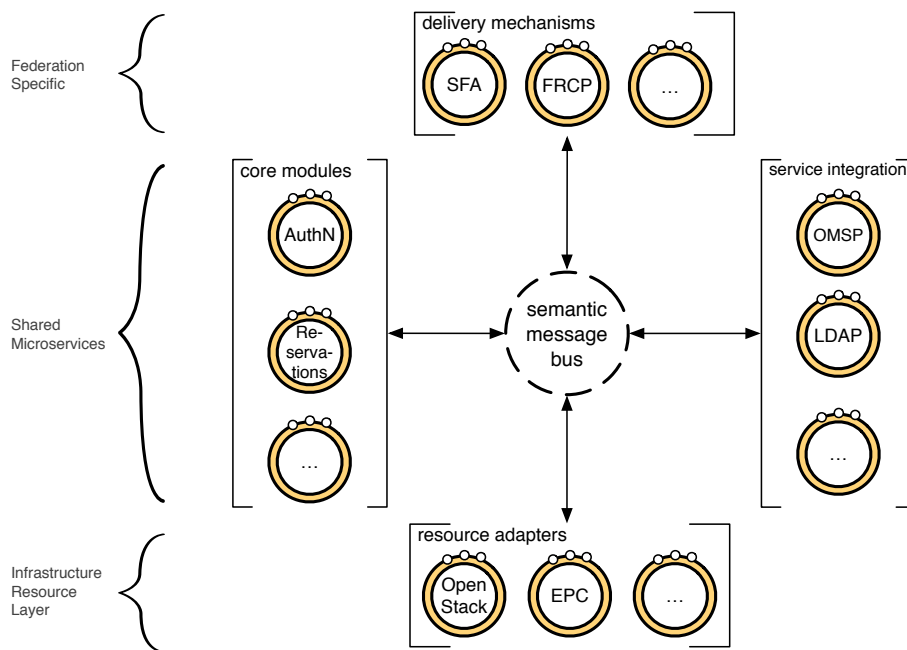 delivery mechanisms
Federation
Specific
SFA
FRCP
...
core modules
service integration
AuthN
OMSP
Shared
Microservices
Re-
serva-
tions
semantic
message
bus
LDAP
...
...
resource adapters
Infrastructure
Resource
Layer
Open
Stack
EPC
...